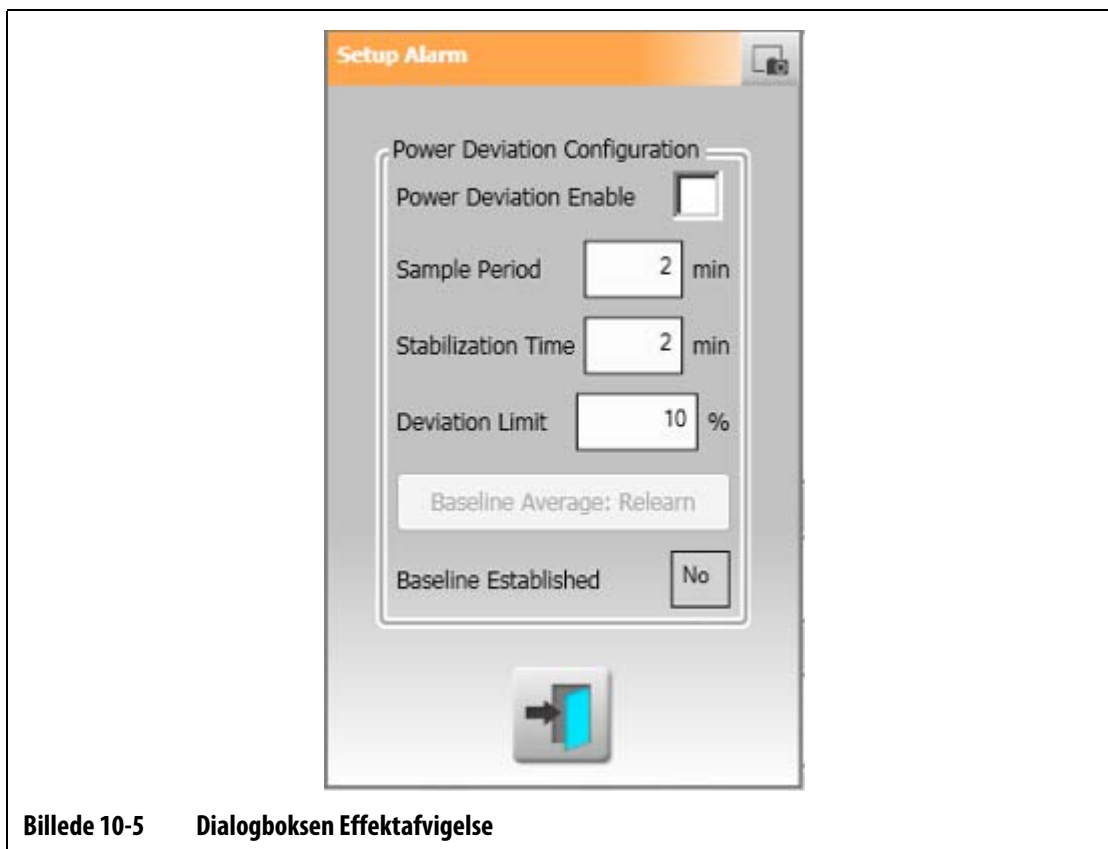 Setup Alarm
Power Deviation Configuration
Power Deviation Enable
Sample Period 2 min
Stabilization Time 2 min
Deviation Limit 10 %
Baseline Average: Relearn
Baseline Established No
Billede 10-5 Dialogboksen Effektafvigelse